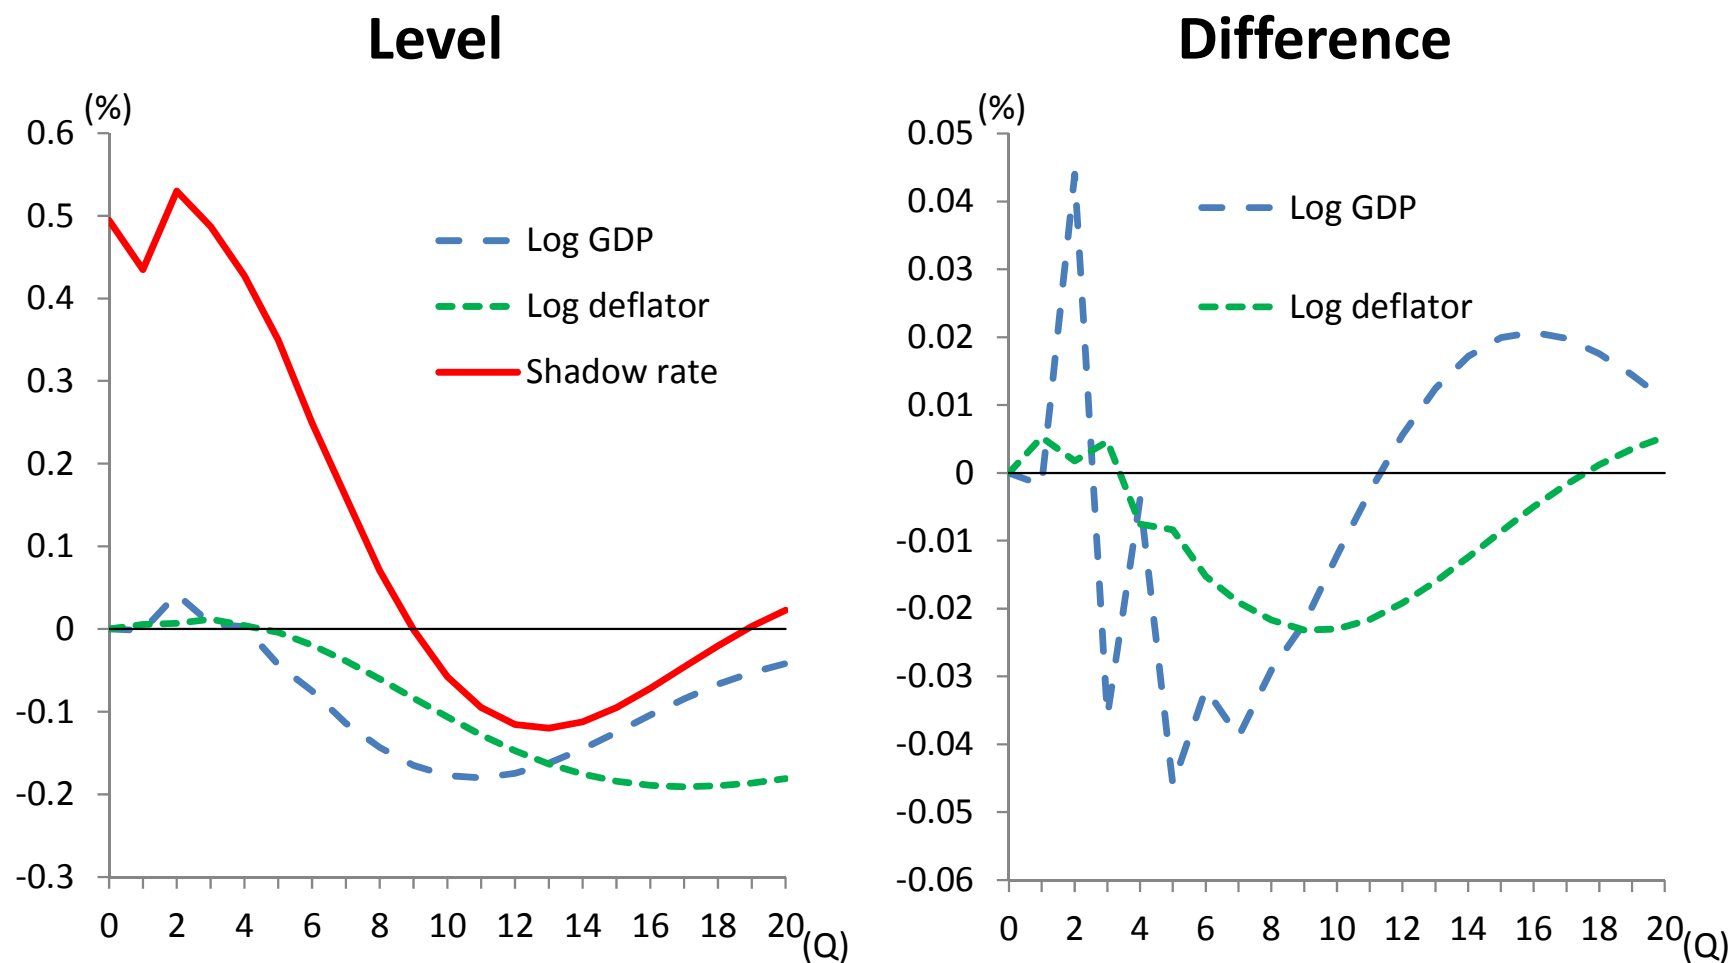 Level
(%)
0.6
0.5
0.4
0.3
0.2
0.1
0
-0.1
-0.2
-0.3
Log GDP
Log deflator
Shadow rate
0 2 4 6 8 10 12 14 16 18 20
(Q)
Difference
(%)
0.05
0.04
0.03
0.02
0.01
0
-0.01
-0.02
-0.03
-0.04
-0.05
-0.06
Log GDP
Log deflator
0 2 4 6 8 10 12 14 16 18 20
(Q)